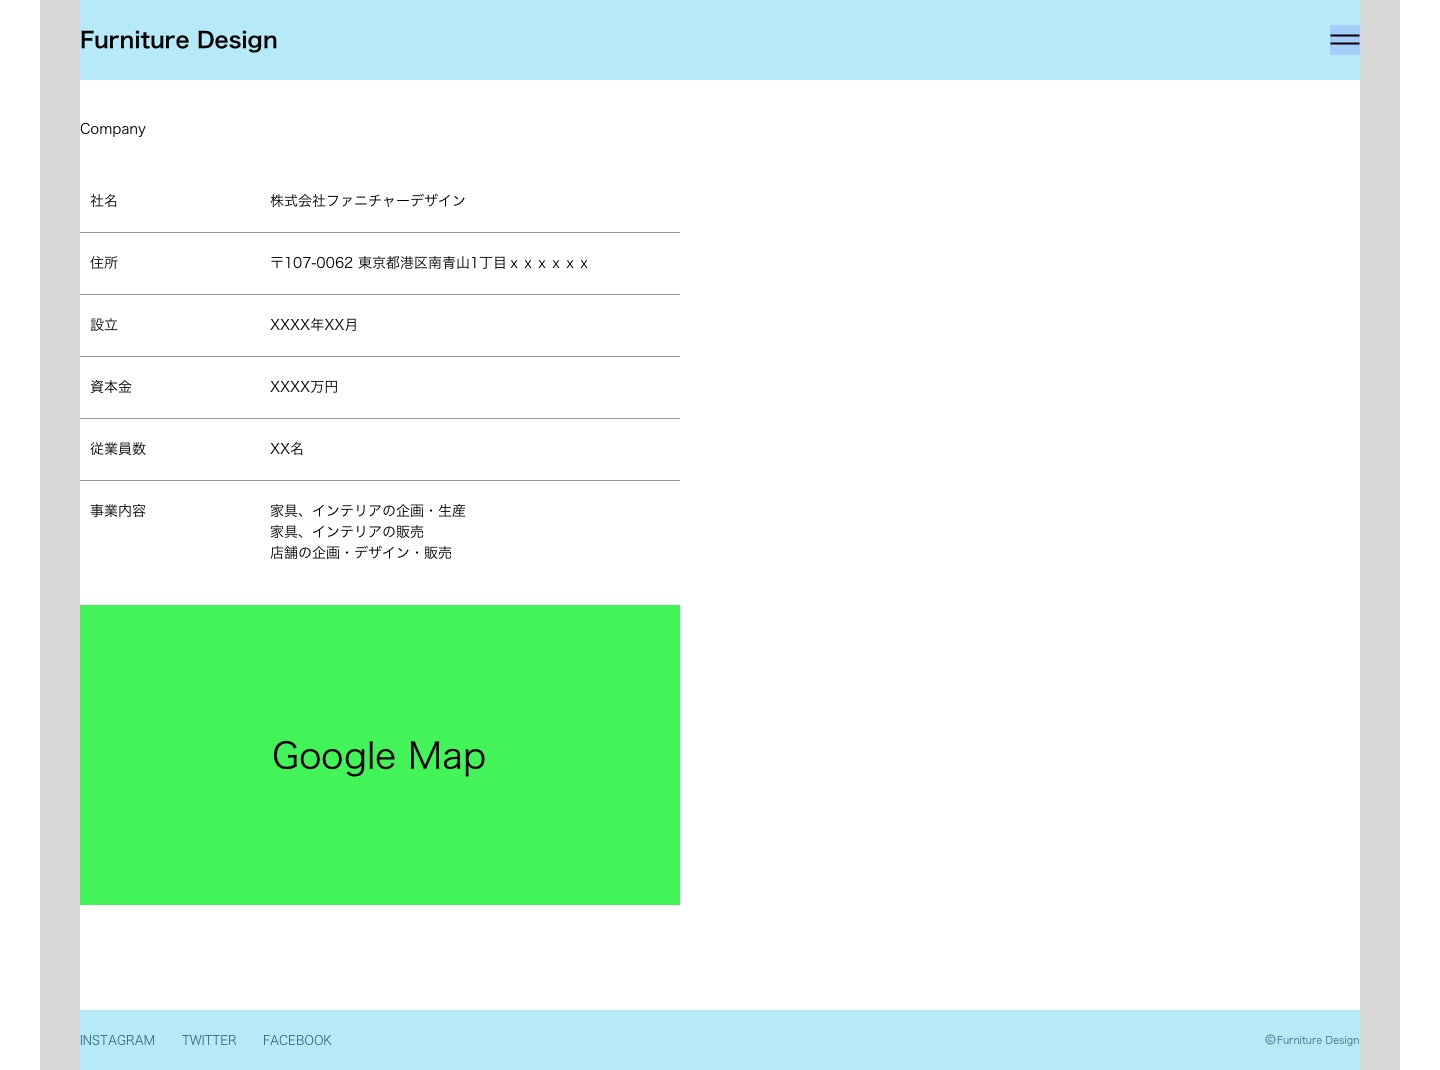 Furniture Design
Company
社名 株式会社ファニチャーデザイン
住所 〒107-0062 東京都港区南青山1丁目ｘｘｘｘｘｘ
設立 XXXX年XX月
資本金 XXXX万円
従業員数 XX名
事業内容 家具、インテリアの企画・生産
家具、インテリアの販売
店舗の企画・デザイン・販売
Google Map
INSTAGRAM TWITTER FACEBOOK ©Furniture Design